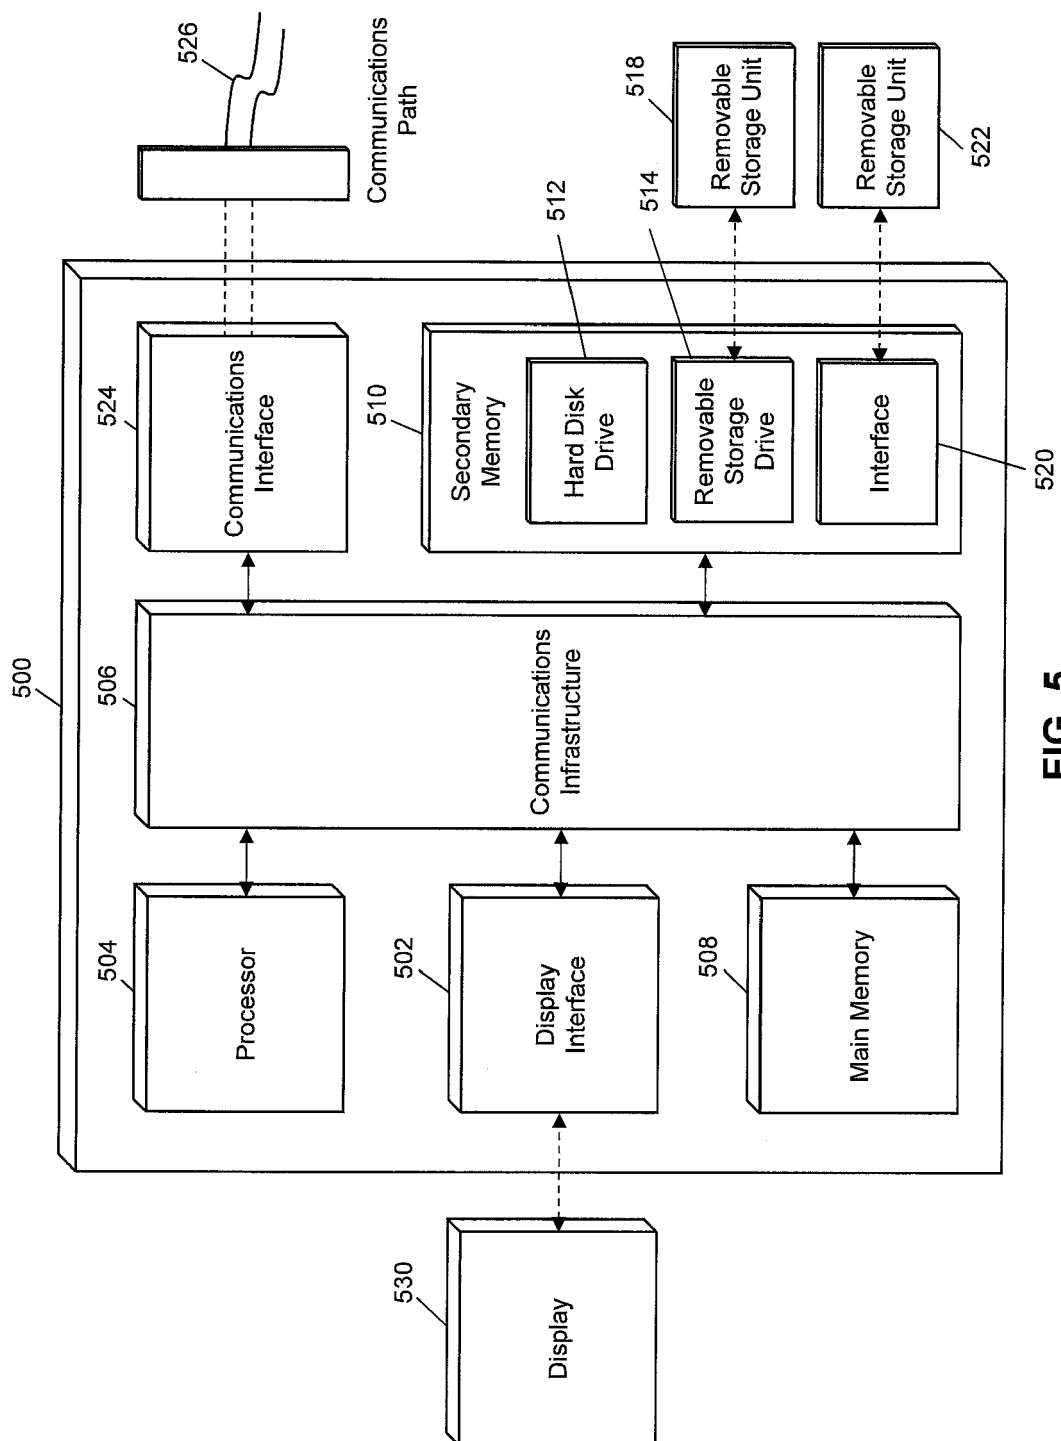 500
504
506
524
526
Processor
Communications
Interface
Communications
Path
530
502
510
Secondary
Memory
Display
Display
Interface
Communications
Infrastructure
512
Hard Disk
Drive
514
518
Removable
Storage
Drive
Removable
Storage Unit
508
Main Memory
Interface
Removable
Storage Unit
522
520
FIG. 5